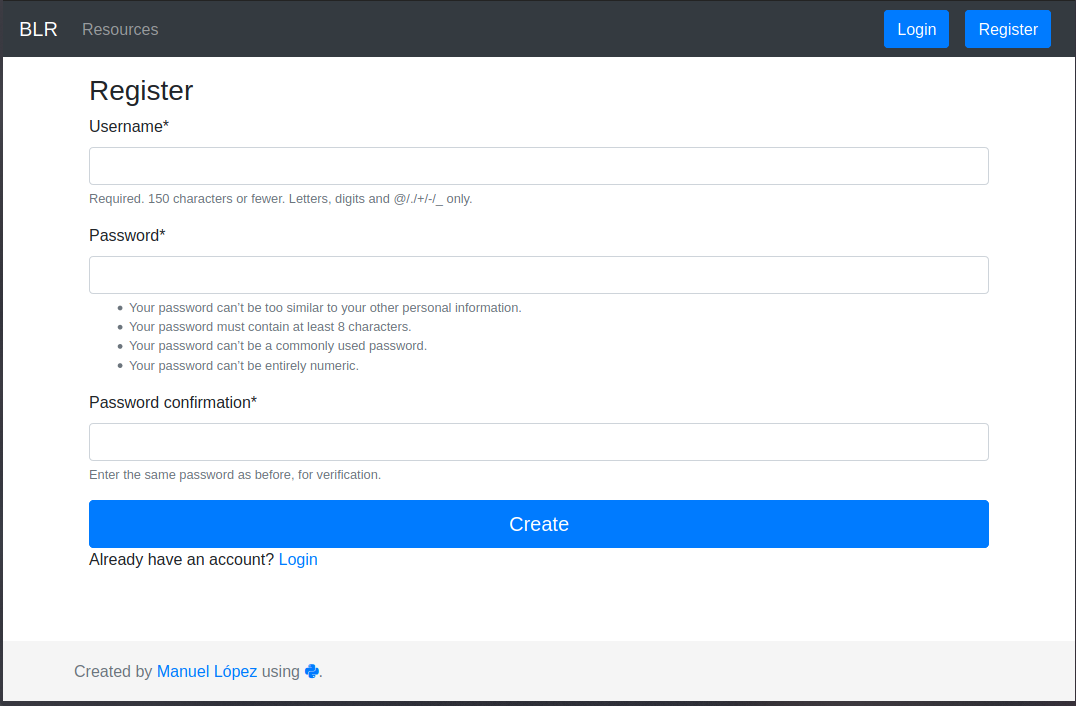 BLR Resources Login Register
Register
Username*
Required. 150 characters or fewer. Letters, digits and @/./+/-/_ only.
Password*
Your password can’t be too similar to your other personal information.
Your password must contain at least 8 characters.
Your password can’t be a commonly used password.
Your password can’t be entirely numeric.
Password confirmation*
Enter the same password as before, for verification.
Create
Already have an account? Login
Created by Manuel López using .